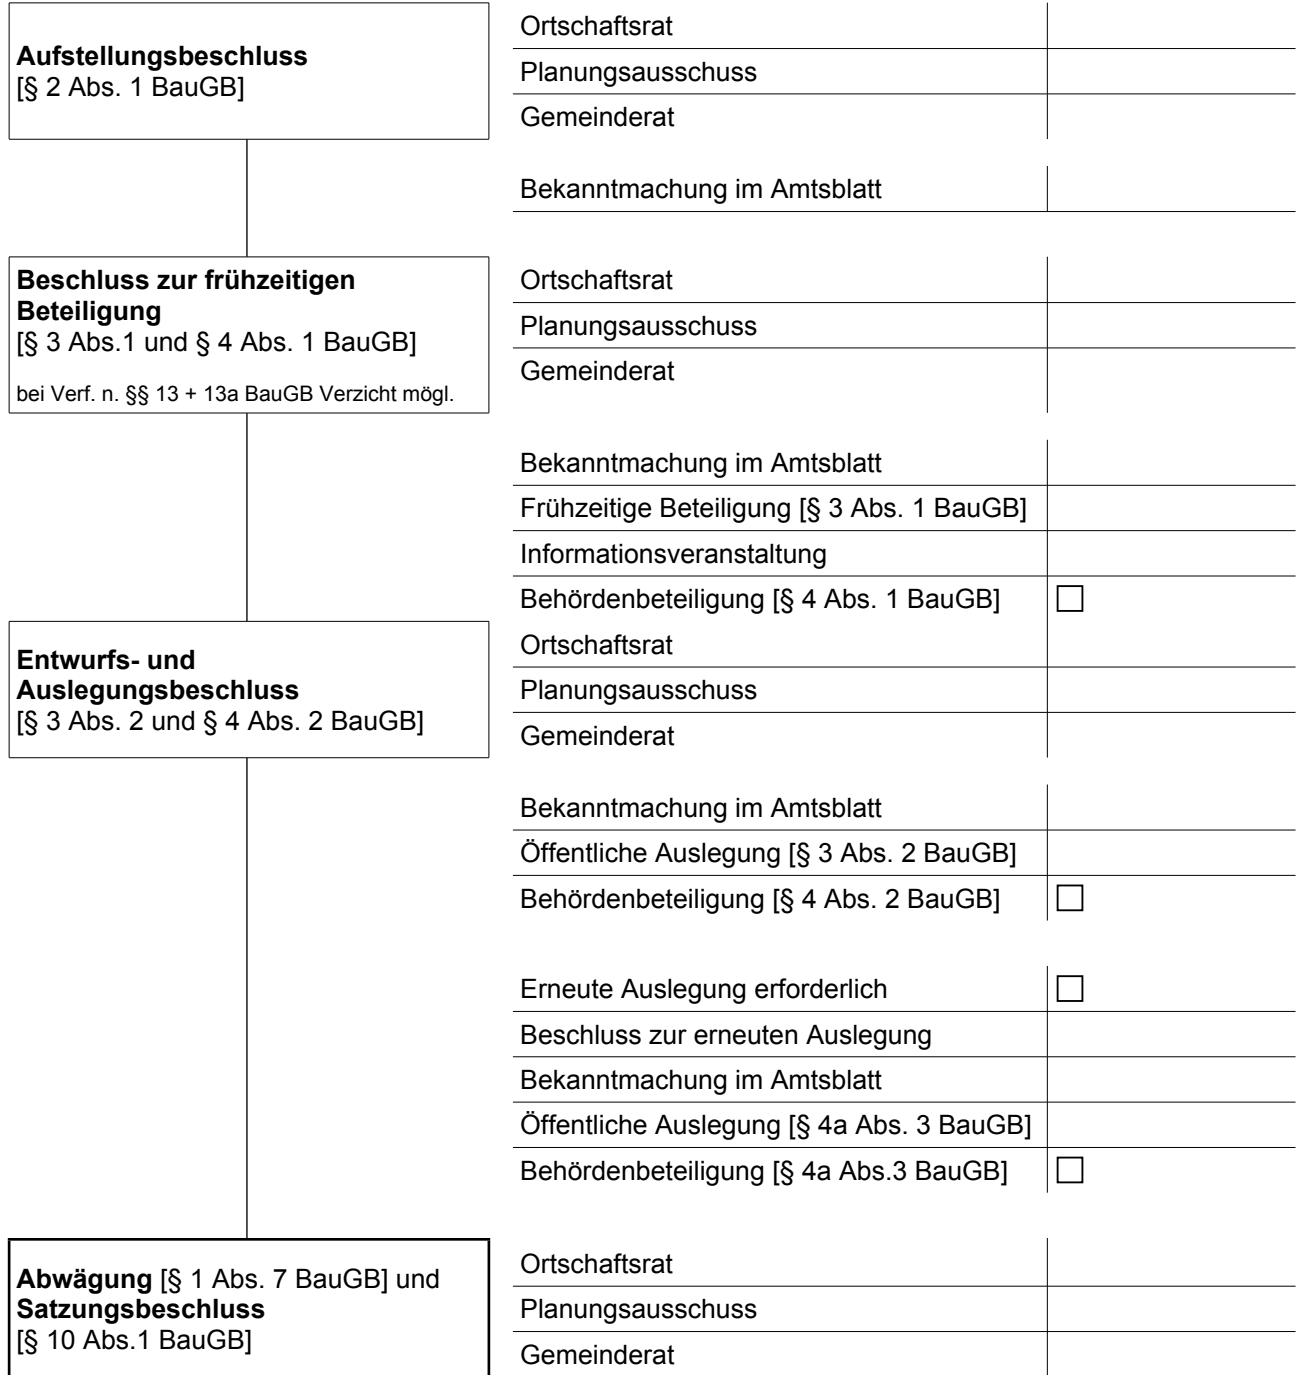 Aufstellungsbeschluss
[§ 2 Abs. 1 BauGB]
Ortschaftsrat
Planungsausschuss
Gemeinderat
Bekanntmachung im Amtsblatt
Beschluss zur frühzeitigen
Beteiligung
[§ 3 Abs.1 und § 4 Abs. 1 BauGB]
bei Verf. n. §§ 13 + 13a BauGB Verzicht mögl.
Ortschaftsrat
Planungsausschuss
Gemeinderat
Bekanntmachung im Amtsblatt
Frühzeitige Beteiligung [§ 3 Abs. 1 BauGB]
Informationsveranstaltung
Behördenbeteiligung [§ 4 Abs. 1 BauGB]
Entwurfs- und
Auslegungsbeschluss
[§ 3 Abs. 2 und § 4 Abs. 2 BauGB]
Ortschaftsrat
Planungsausschuss
Gemeinderat
Bekanntmachung im Amtsblatt
Öffentliche Auslegung [§ 3 Abs. 2 BauGB]
Behördenbeteiligung [§ 4 Abs. 2 BauGB]
Erneute Auslegung erforderlich
Beschluss zur erneuten Auslegung
Bekanntmachung im Amtsblatt
Öffentliche Auslegung [§ 4a Abs. 3 BauGB]
Behördenbeteiligung [§ 4a Abs.3 BauGB]
Abwägung [§ 1 Abs. 7 BauGB] und
Satzungsbeschluss
[§ 10 Abs.1 BauGB]
Ortschaftsrat
Planungsausschuss
Gemeinderat